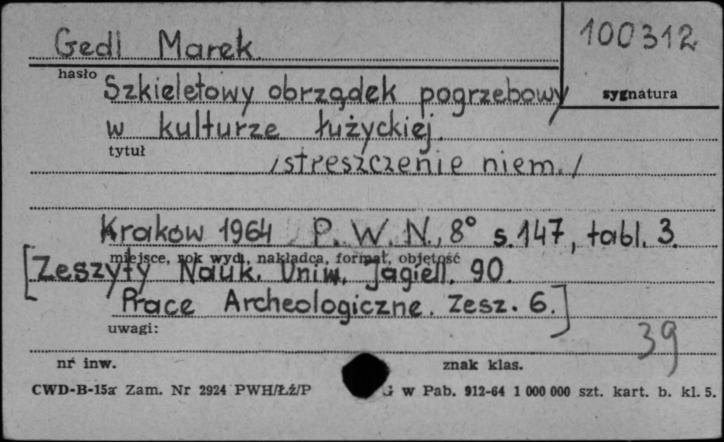 Gedl Marek
100312
hasło
sygnatura
Szkieletowy obrządek pogrzebowy
w kulturze łużyckiej.
tytuł
/streszczenie niem./
Kraków 1964 P. W. N., 8° s. 147, tabl. 3.
miejsce, rok wyd., nakładca, format, objętość
[Zeszyty Nauk. Uniw. Jagiell. 90.
Prace Archeologiczne. Zesz. 6.]
uwagi:
39
nr inw.
znak klas.
CWD-B-15a Zam. Nr 2924 PWH/Łż/P
G w Pab. 912-64 1 000 000 szt. kart. b. kl. 5.